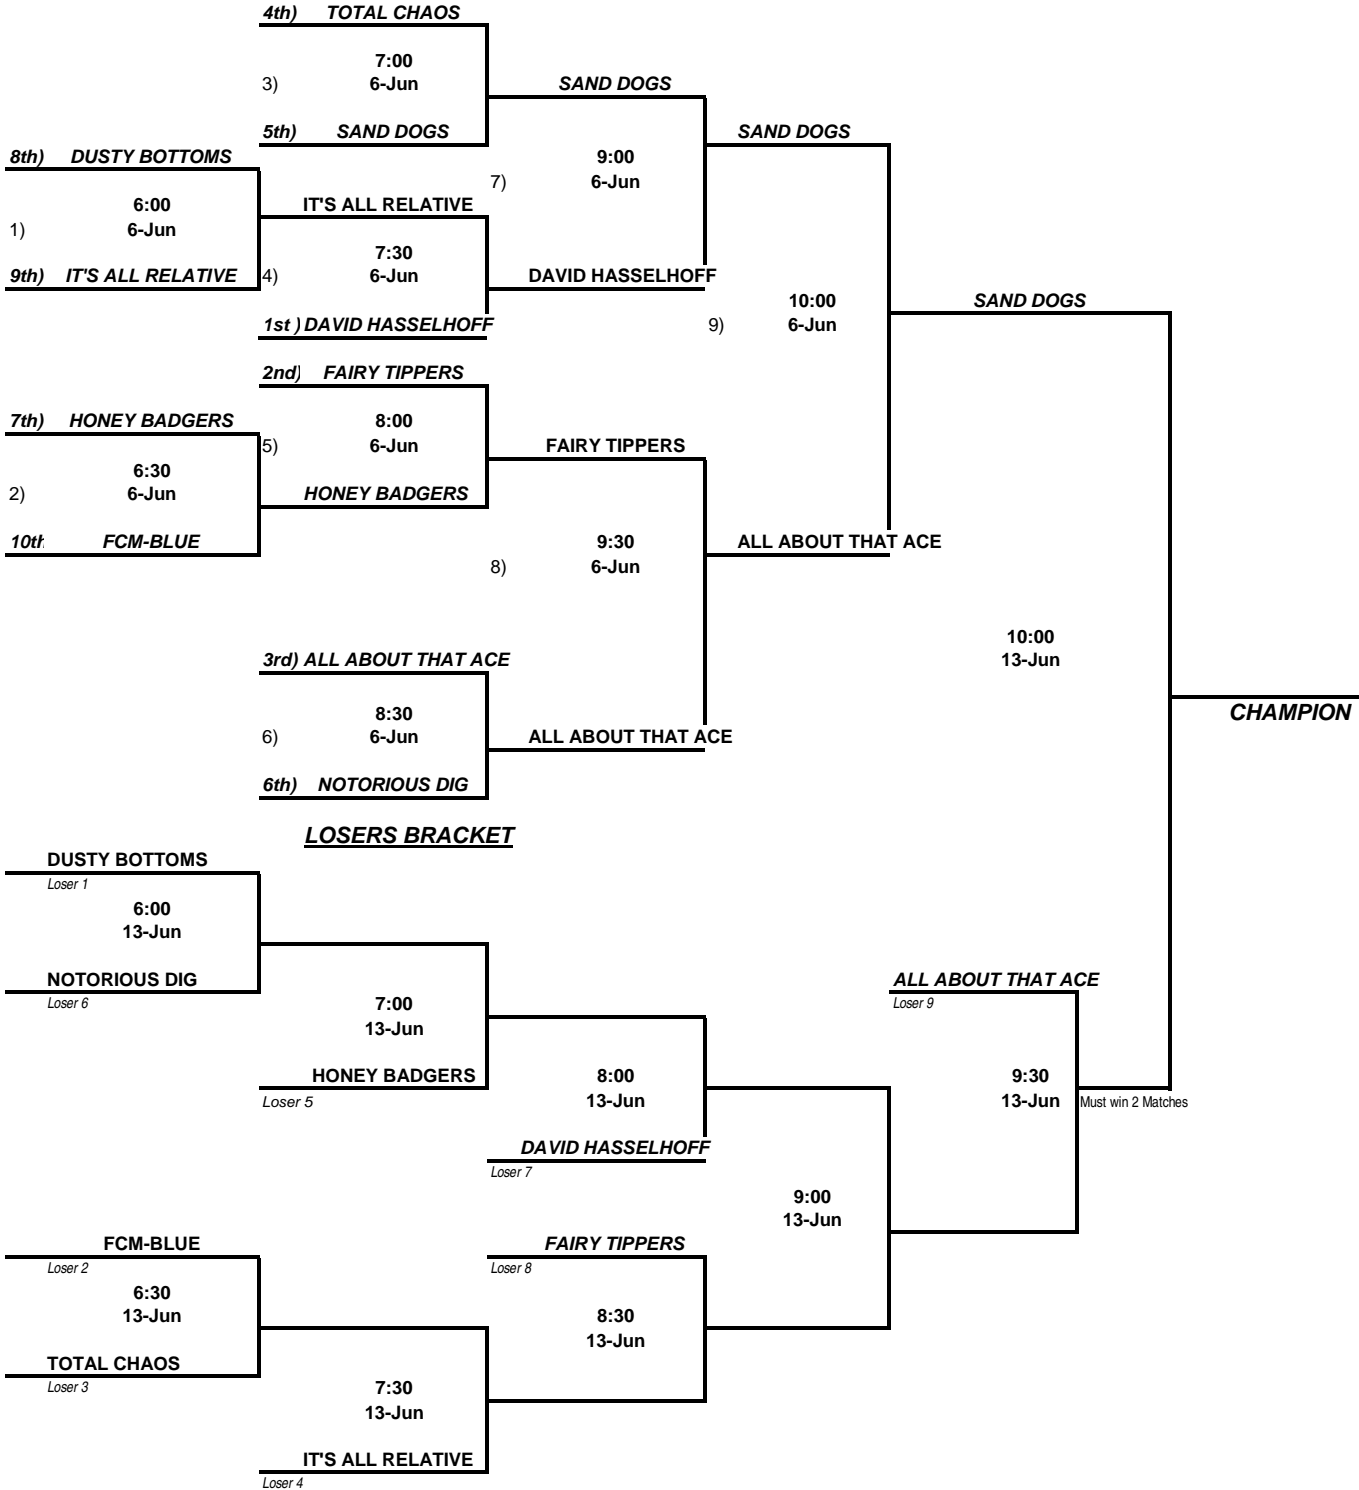 4th) TOTAL CHAOS
7:00
3) 6-Jun
SAND DOGS
5th) SAND DOGS
SAND DOGS
8th) DUSTY BOTTOMS
9:00
7) 6-Jun
6:00
1) 6-Jun
IT'S ALL RELATIVE
7:30
4) 6-Jun
9th) IT'S ALL RELATIVE
DAVID HASSELHOFF
10:00
9) 6-Jun
SAND DOGS
1st ) DAVID HASSELHOFF
2nd) FAIRY TIPPERS
7th) HONEY BADGERS
8:00
5) 6-Jun
FAIRY TIPPERS
6:30
2) 6-Jun
HONEY BADGERS
10th FCM-BLUE
9:30
8) 6-Jun
ALL ABOUT THAT ACE
10:00
13-Jun
3rd) ALL ABOUT THAT ACE
8:30
6) 6-Jun
ALL ABOUT THAT ACE
CHAMPION
6th) NOTORIOUS DIG
LOSERS BRACKET
DUSTY BOTTOMS
Loser 1
6:00
13-Jun
NOTORIOUS DIG
Loser 6
7:00
13-Jun
ALL ABOUT THAT ACE
Loser 9
HONEY BADGERS
Loser 5
8:00
13-Jun
9:30
13-Jun Must win 2 Matches
DAVID HASSELHOFF
Loser 7
9:00
13-Jun
FCM-BLUE
Loser 2
FAIRY TIPPERS
Loser 8
6:30
13-Jun
8:30
13-Jun
TOTAL CHAOS
Loser 3
7:30
13-Jun
IT'S ALL RELATIVE
Loser 4